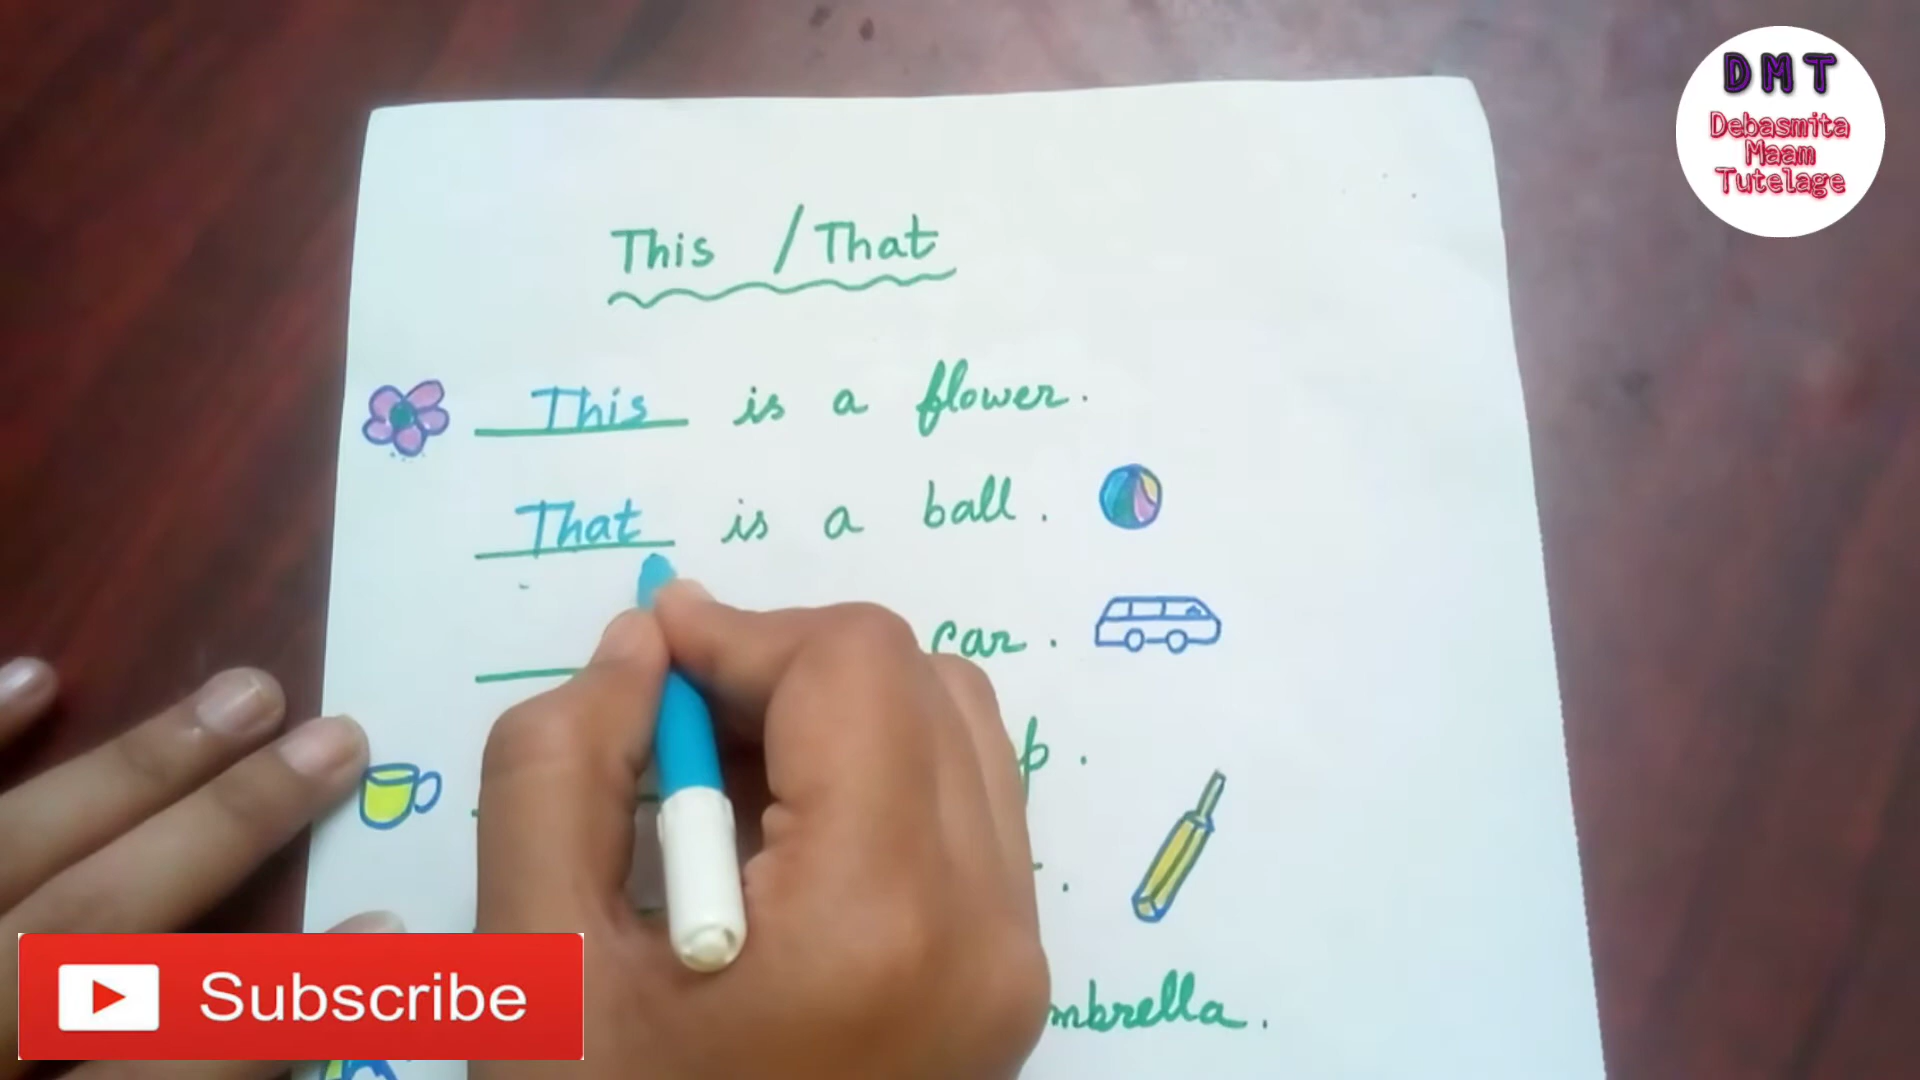 DMT
Debasmita
Maam
Tutelage
This / That
This is a flower.
That is a ball.
car.
mbrella.
Subscribe